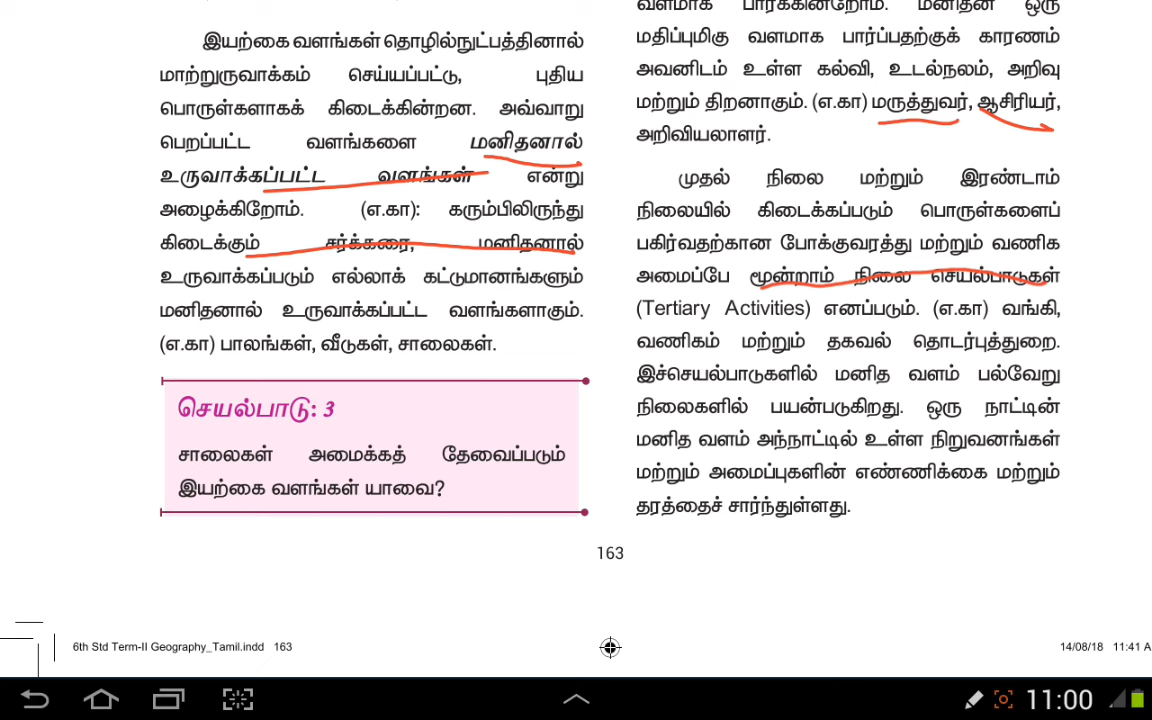 இயற்கை வளங்கள் தொழில்நுட்பத்தினால்
மாற்றுருவாக்கம் செய்யப்பட்டு, புதிய
பொருள்களாகக் கிடைக்கின்றன. அவ்வாறு
பெறப்பட்ட வளங்களை மனிதனால்
உருவாக்கப்பட்ட வளங்கள் என்று
அழைக்கிறோம். (எ.கா): கரும்பிலிருந்து
கிடைக்கும் சர்க்கரை, மனிதனால்
உருவாக்கப்படும் எல்லாக் கட்டுமானங்களும்
மனிதனால் உருவாக்கப்பட்ட வளங்களாகும்.
(எ.கா) பாலங்கள், வீடுகள், சாலைகள்.
செயல்பாடு: 3
சாலைகள் அமைக்கத் தேவைப்படும்
இயற்கை வளங்கள் யாவை?
வளமாக பார்க்கின்றோம். மனிதன் ஒரு
மதிப்புமிகு வளமாக பார்ப்பதற்குக் காரணம்
அவனிடம் உள்ள கல்வி, உடல்நலம், அறிவு
மற்றும் திறனாகும். (எ.கா) மருத்துவர், ஆசிரியர்,
அறிவியலாளர்.
முதல் நிலை மற்றும் இரண்டாம்
நிலையில் கிடைக்கப்படும் பொருள்களைப்
பகிர்வதற்கான போக்குவரத்து மற்றும் வணிக
அமைப்பே மூன்றாம் நிலை செயல்பாடுகள்
(Tertiary Activities) எனப்படும். (எ.கா) வங்கி,
வணிகம் மற்றும் தகவல் தொடர்புத்துறை.
இச்செயல்பாடுகளில் மனித வளம் பல்வேறு
நிலைகளில் பயன்படுகிறது. ஒரு நாட்டின்
மனித வளம் அந்நாட்டில் உள்ள நிறுவனங்கள்
மற்றும் அமைப்புகளின் எண்ணிக்கை மற்றும்
தரத்தைச் சார்ந்துள்ளது.
163
6th Std Term-II Geography_Tamil.indd 163
14/08/18 11:41 A
11:00